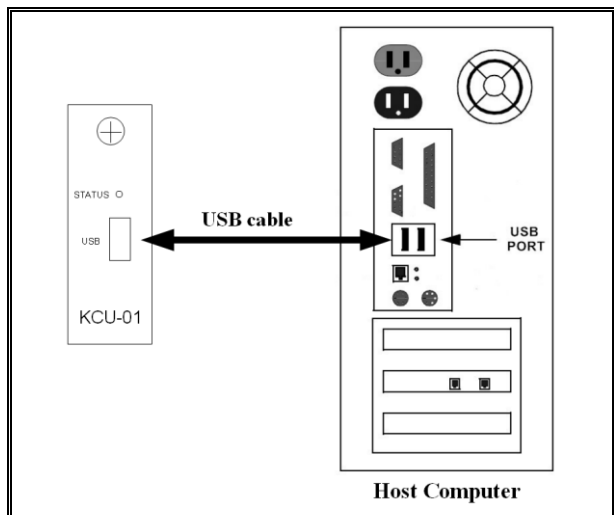 STATUS
USB
KCU-01
USB cable
USB
PORT
Host Computer